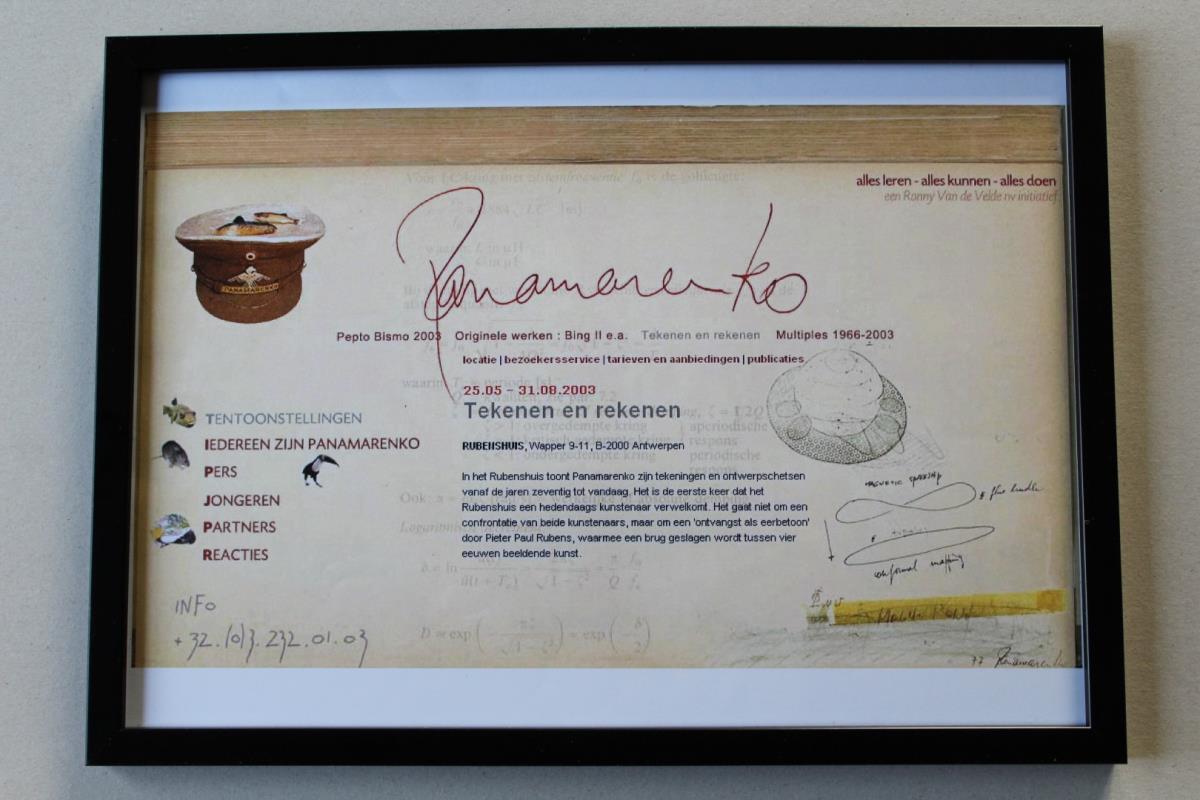 alles leren - alles kunnen - alles doen
een Ronny Van de Velde nv initiatief
PANAMARENKO
Panamarenko
Pepto Bismo 2003 Originele werken : Bing II e.a. Tekenen en rekenen Multiples 1966-2003
locatie | bezoekersservice | tarieven en aanbiedingen | publicaties
25.05 - 31.08.2003
Tekenen en rekenen
RUBENSHUIS, Wapper 9-11, B-2000 Antwerpen
In het Rubenshuis toont Panamarenko zijn tekeningen en ontwerpschetsen
vanaf de jaren zeventig tot vandaag. Het is de eerste keer dat het
Rubenshuis een hedendaags kunstenaar verwelkomt. Het gaat niet om een
confrontatie van beide kunstenaars, maar om een 'ontvangst als eerbetoon'
door Pieter Paul Rubens, waarmee een brug geslagen wordt tussen vier
eeuwen beeldende kunst.
TENTOONSTELLINGEN
IEDEREEN ZIJN PANAMARENKO
PERS
JONGEREN
PARTNERS
REACTIES
INFO
+32.(0)3.232.01.03
conformal mapping
77 Panamarenko